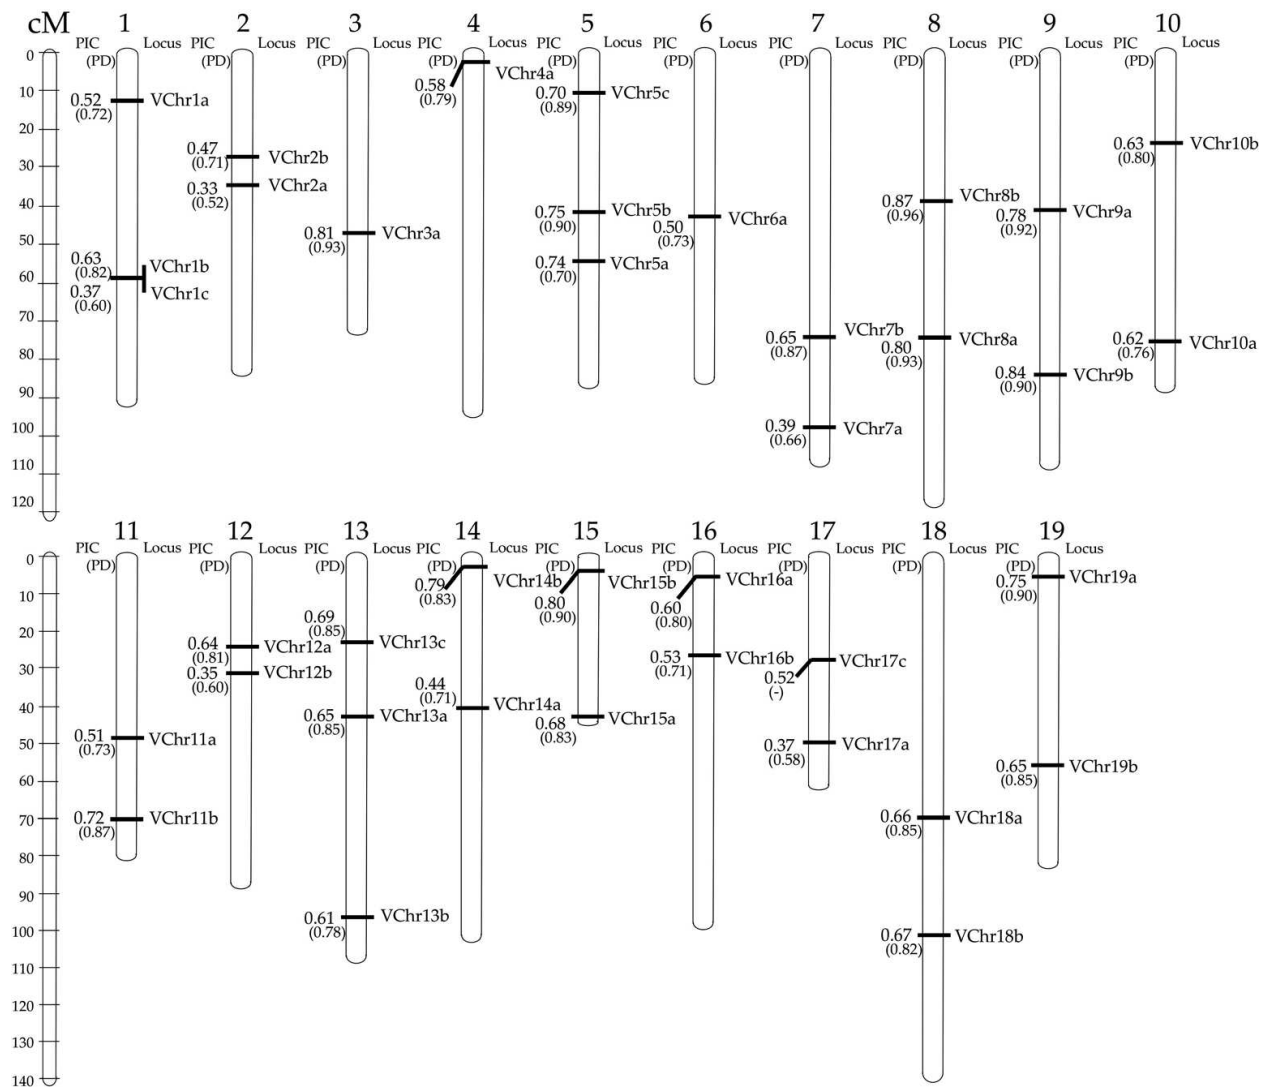 cM
1 2 3 4 5 6 7 8 9 10
PIC Locus PIC Locus PIC Locus PIC Locus PIC Locus PIC Locus PIC Locus PIC Locus PIC Locus PIC Locus
(PD) (PD) (PD) (PD) (PD) (PD) (PD) (PD) (PD) (PD)
0
10
20
30
40
50
60
70
80
90
100
110
120
0.52 VChr1a
(0.72)
0.63 VChr1b
(0.82)
0.37 VChr1c
(0.60)
0.47 VChr2b
(0.71)
0.33 VChr2a
(0.52)
0.81 VChr3a
(0.93)
0.58 VChr4a
(0.79)
0.70 VChr5c
(0.89)
0.75 VChr5b
(0.90)
0.74 VChr5a
(0.70)
0.50 VChr6a
(0.73)
0.65 VChr7b
(0.87)
0.39 VChr7a
(0.66)
0.87 VChr8b
(0.96)
0.80 VChr8a
(0.93)
0.78 VChr9a
(0.92)
0.84 VChr9b
(0.90)
0.63 VChr10b
(0.80)
0.62 VChr10a
(0.76)
11 12 13 14 15 16 17 18 19
PIC Locus PIC Locus PIC Locus PIC Locus PIC Locus PIC Locus PIC Locus PIC Locus PIC Locus
(PD) (PD) (PD) (PD) (PD) (PD) (PD) (PD) (PD)
0
10
20
30
40
50
60
70
80
90
100
110
120
130
140
0.51 VChr11a
(0.73)
0.72 VChr11b
(0.87)
0.64 VChr12a
(0.81)
0.35 VChr12b
(0.60)
0.69 VChr13c
(0.85)
0.65 VChr13a
(0.85)
0.61 VChr13b
(0.78)
0.79 VChr14b
(0.83)
0.44 VChr14a
(0.71)
0.80 VChr15b
(0.90)
0.68 VChr15a
(0.83)
0.60 VChr16a
(0.80)
0.53 VChr16b
(0.71)
0.52 VChr17c
(-)
0.37 VChr17a
(0.58)
0.66 VChr18a
(0.85)
0.67 VChr18b
(0.82)
0.75 VChr19a
(0.90)
0.65 VChr19b
(0.85)